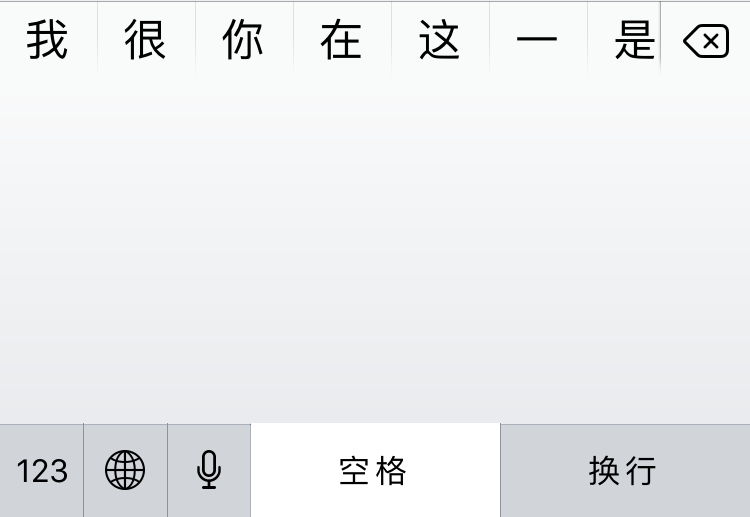 我 很 你 在 这 一 是
123 空格 换行